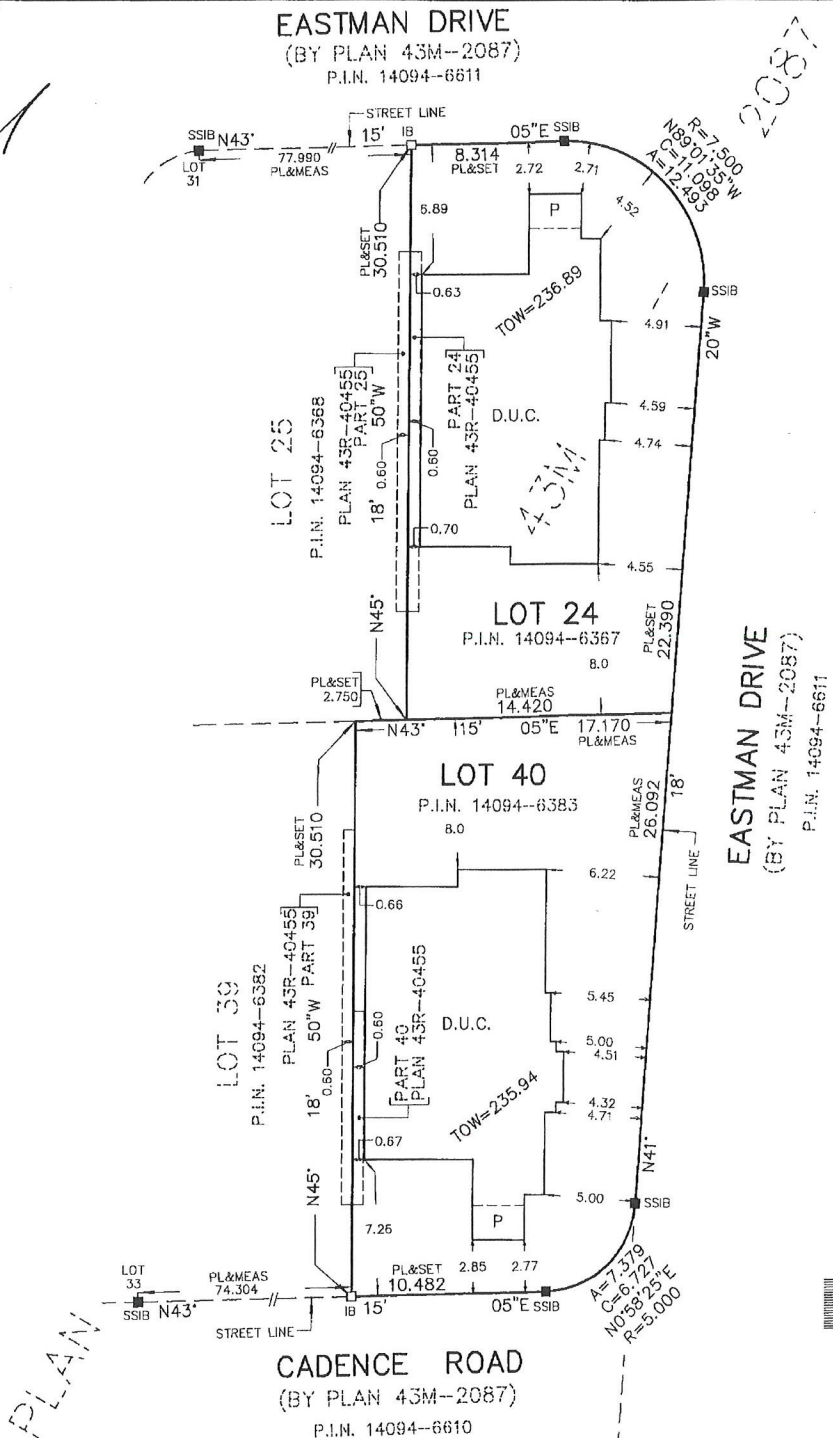 EASTMAN DRIVE
(BY PLAN 43M-2087)
P.I.N. 14094-6611
2087
STREET LINE
SSIB N43°
15'
IB
05"E SSIB
LOT
31
77.990
PL&MEAS
8.314
PL&SET
2.72
2.71
R=7.500
N89°01'35"W
C=11.098
A=12.493
PL&SET
30.510
5.89
P
4.52
SSIB
0.63
TOW=236.89
4.91
20"W
LOT 25
P.I.N. 14094-6368
PLAN 43R-40455
PART 25
50"W
PART 24
PLAN 43R-40455
D.U.C.
4.59
4.74
0.60
0.60
18'
43M
0.70
4.55
N45°
LOT 24
P.I.N. 14094-6367
8.0
PL&SET
22.390
PL&SET
2.750
PL&MEAS
14.420
N43°
15'
05"E
17.170
PL&MEAS
EASTMAN DRIVE
(BY PLAN 43M-2087)
P.I.N. 14094-6611
LOT 40
P.I.N. 14094-6383
8.0
PL&MEAS
26.092
18'
PL&SET
30.510
STREET LINE
6.22
0.66
LOT 39
P.I.N. 14094-6382
PLAN 43R-40455
50"W PART 39
5.45
D.U.C.
0.60
0.60
18'
PART 40
PLAN 43R-40455
5.00
4.51
4.32
4.71
TOW=235.94
0.67
N41°
N45°
5.00
SSIB
7.26
P
LOT
33
PL&MEAS
74.304
PL&SET
10.482
2.85
2.77
A=7.379
C=6.727
N0°58'25"E
R=5.000
SSIB
N43°
IB
15'
05"E SSIB
STREET LINE
PLAN
CADENCE ROAD
(BY PLAN 43M-2087)
P.I.N. 14094-6610